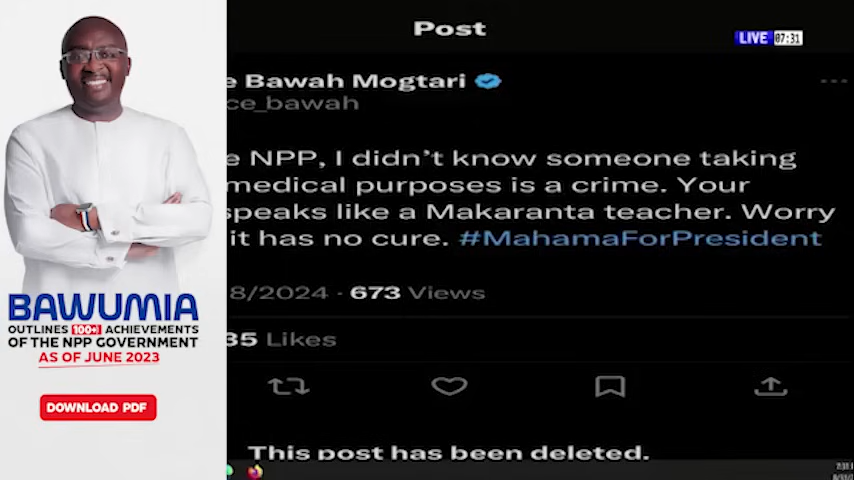 Post
LIVE 07:31
e Bawah Mogtari
ce_bawah
e NPP, I didn't know someone taking
medical purposes is a crime. Your
speaks like a Makaranta teacher. Worry
it has no cure. #MahamaForPresident
8/2024 · 673 Views
35 Likes
This post has been deleted.
BAWUMIA
OUTLINES 100+ ACHIEVEMENTS
OF THE NPP GOVERNMENT
AS OF JUNE 2023
DOWNLOAD PDF